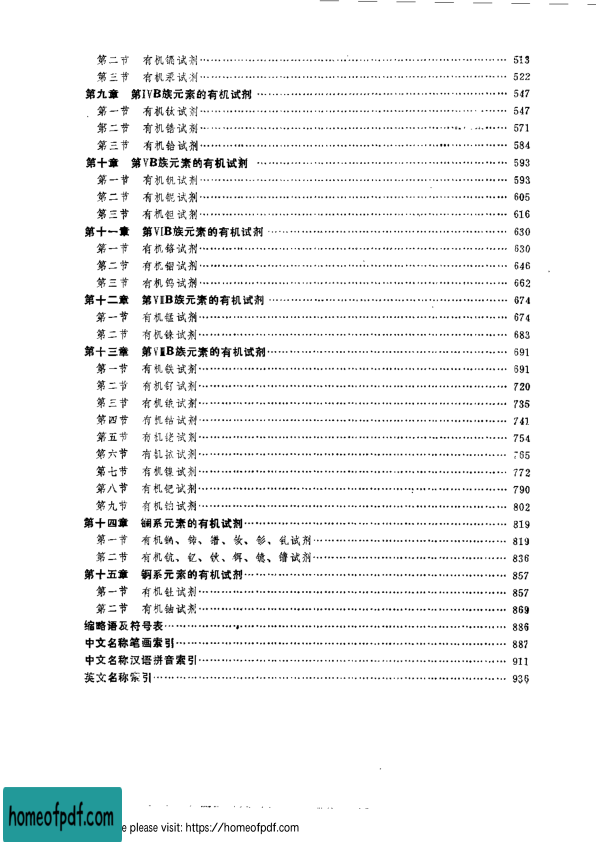 第二节 有机镉试剂 513
第三节 有机汞试剂 522
第九章 第ⅣB族元素的有机试剂 547
第一节 有机钛试剂 547
第二节 有机锆试剂 571
第三节 有机铪试剂 584
第十章 第ⅤB族元素的有机试剂 593
第一节 有机钒试剂 593
第二节 有机铌试剂 605
第三节 有机钽试剂 616
第十一章 第ⅥB族元素的有机试剂 630
第一节 有机铬试剂 630
第二节 有机钼试剂 646
第三节 有机钨试剂 662
第十二章 第ⅦB族元素的有机试剂 674
第一节 有机锰试剂 674
第二节 有机铼试剂 683
第十三章 第ⅧB族元素的有机试剂 691
第一节 有机铁试剂 691
第二节 有机钌试剂 720
第三节 有机锇试剂 735
第四节 有机钴试剂 741
第五节 有机铑试剂 754
第六节 有机铱试剂 765
第七节 有机镍试剂 772
第八节 有机钯试剂 790
第九节 有机铂试剂 802
第十四章 镧系元素的有机试剂 819
第一节 有机镧、铈、镨、钕、钐、钆试剂 819
第二节 有机 钪、钇、铁、铒、镱、镥试剂 836
第十五章 锕系元素的有机试剂 857
第一节 有机钍试剂 857
第二节 有机铀试剂 869
缩略语及符号表 886
中文名称笔画索引 887
中文名称汉语拼音索引 911
英文名称索引 936
homeofpdf.com
e please visit: https://homeofpdf.com